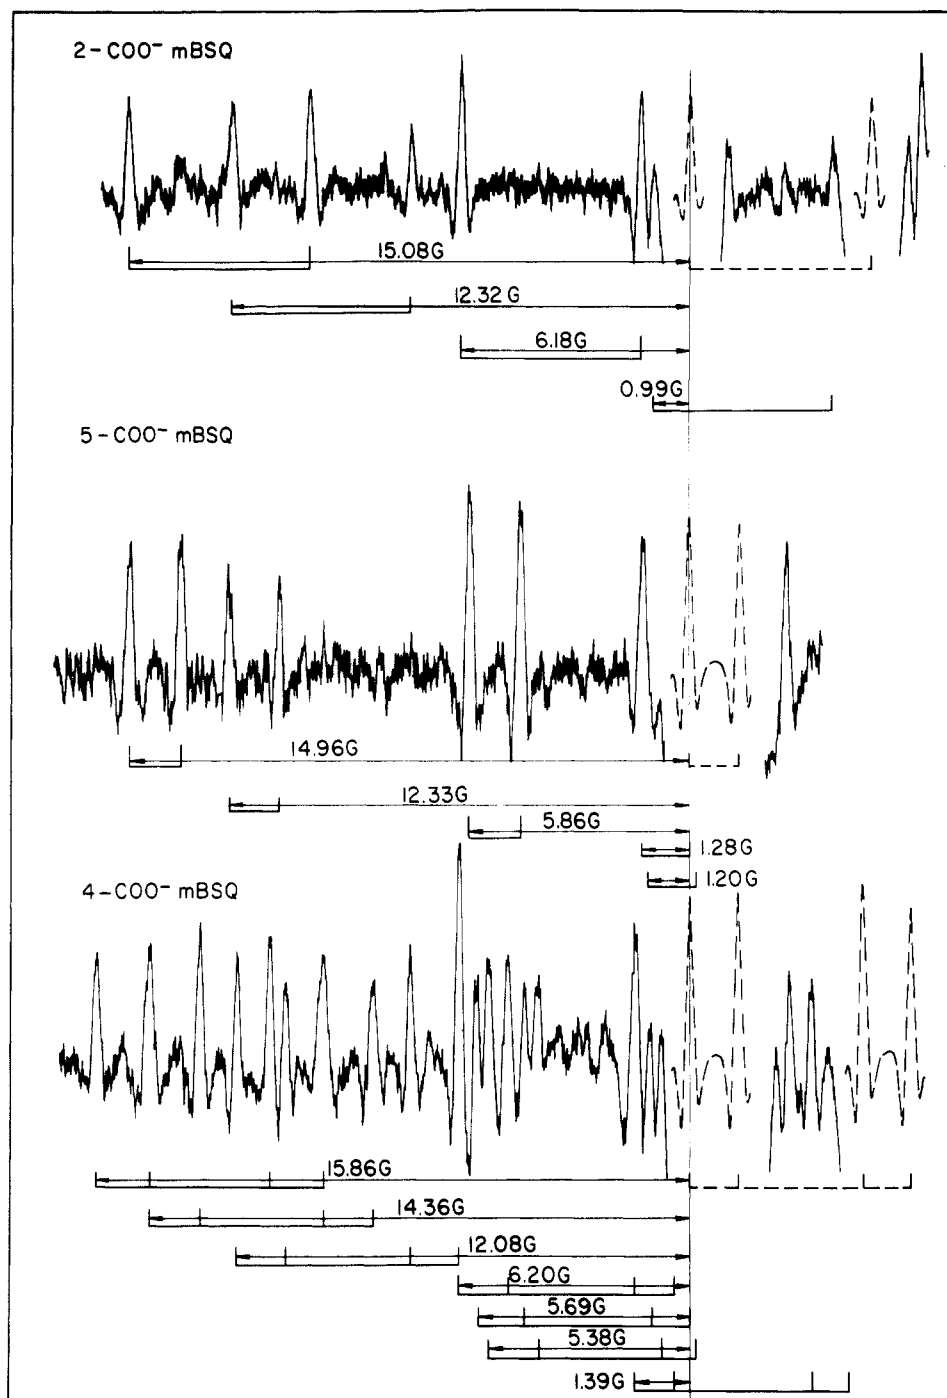 2-COO⁻ mBSQ
15.08G
12.32G
6.18G
0.99G
5-COO⁻ mBSQ
14.96G
12.33G
5.86G
1.28G
1.20G
4-COO⁻ mBSQ
15.86G
14.36G
12.08G
6.20G
5.69G
5.38G
1.39G